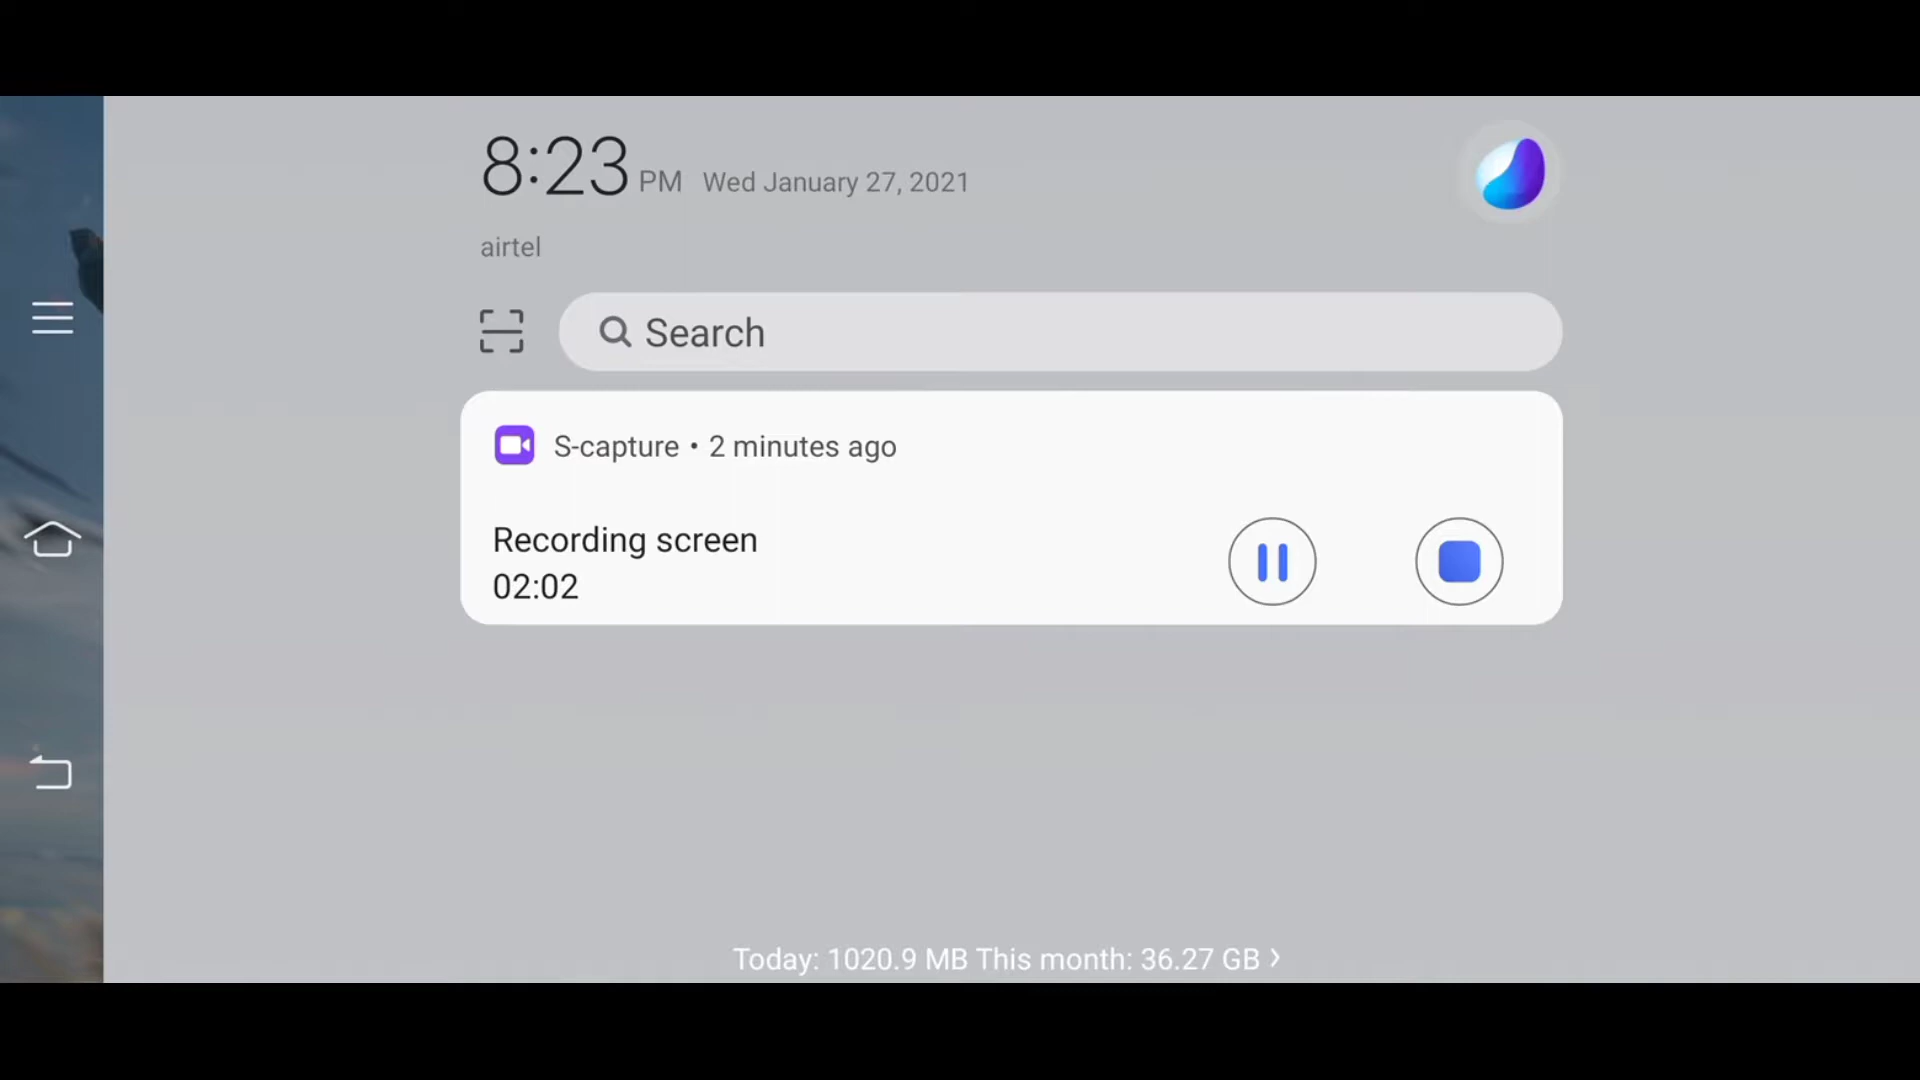 8:23 PM Wed January 27, 2021
airtel
Search
S-capture • 2 minutes ago
Recording screen
02:02
Today: 1020.9 MB This month: 36.27 GB >